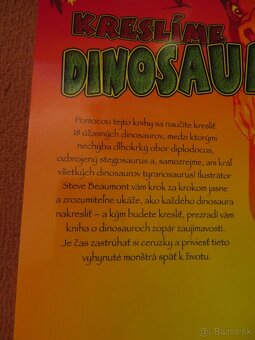 KRESLÍME
DINOSAU
Pomocou tejto knihy sa naučíte kresliť
18 úžasných dinosaurov, medzi ktorými
nechýba dlhokrký obor diplodocus,
ozbrojený stegosaurus a, samozrejme, ani kráľ
všetkých dinosaurov tyranosaurus! Ilustrátor
Steve Beaumont vám krok za krokom jasne
a zrozumiteľne ukáže, ako každého dinosaura
nakresliť – a kým budete kresliť, prezradí vám
kniha o dinosauroch zopár zaujímavostí.
Je čas zastrúhať si ceruzky a priviesť tieto
vyhynuté monštrá späť k životu.
bazos.sk